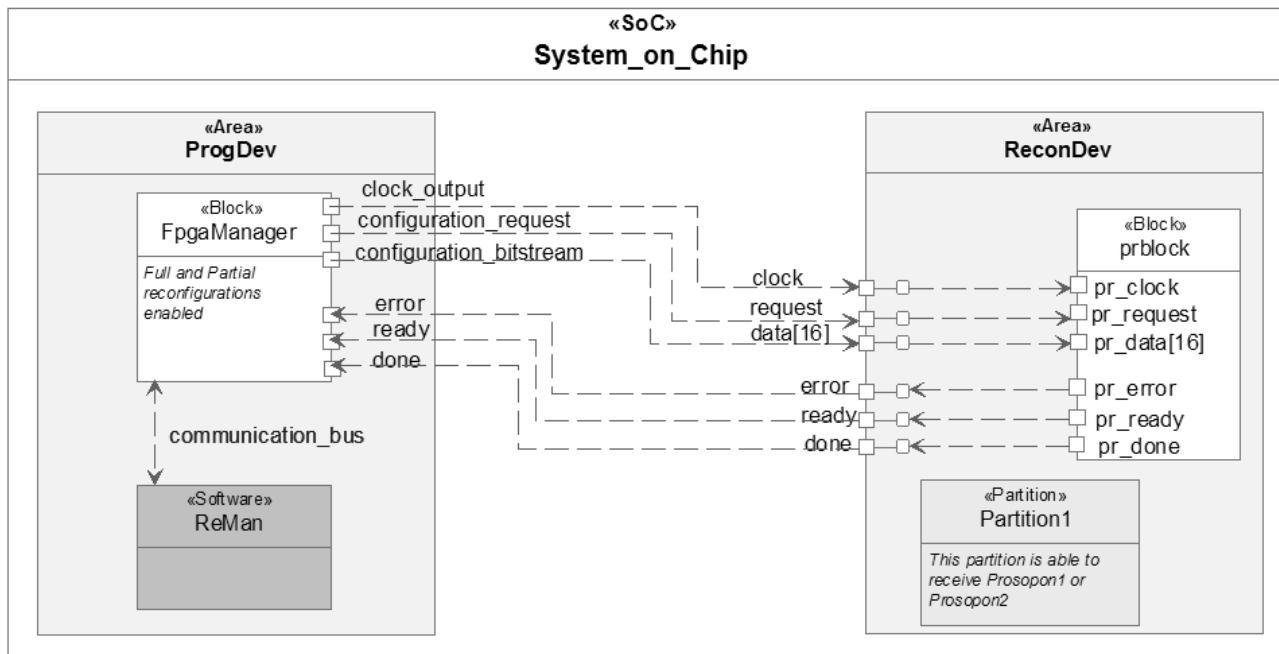 «SoC»
System_on_Chip
«Area»
ProgDev
«Block»
FpgaManager
Full and Partial
reconfigurations
enabled
clock_output
configuration_request
configuration_bitstream
error
ready
done
communication_bus
«Software»
ReMan
clock
request
data[16]
error
ready
done
«Area»
ReconDev
«Block»
prblock
pr_clock
pr_request
pr_data[16]
pr_error
pr_ready
pr_done
«Partition»
Partition1
This partition is able to
receive Prosopon1 or
Prosopon2